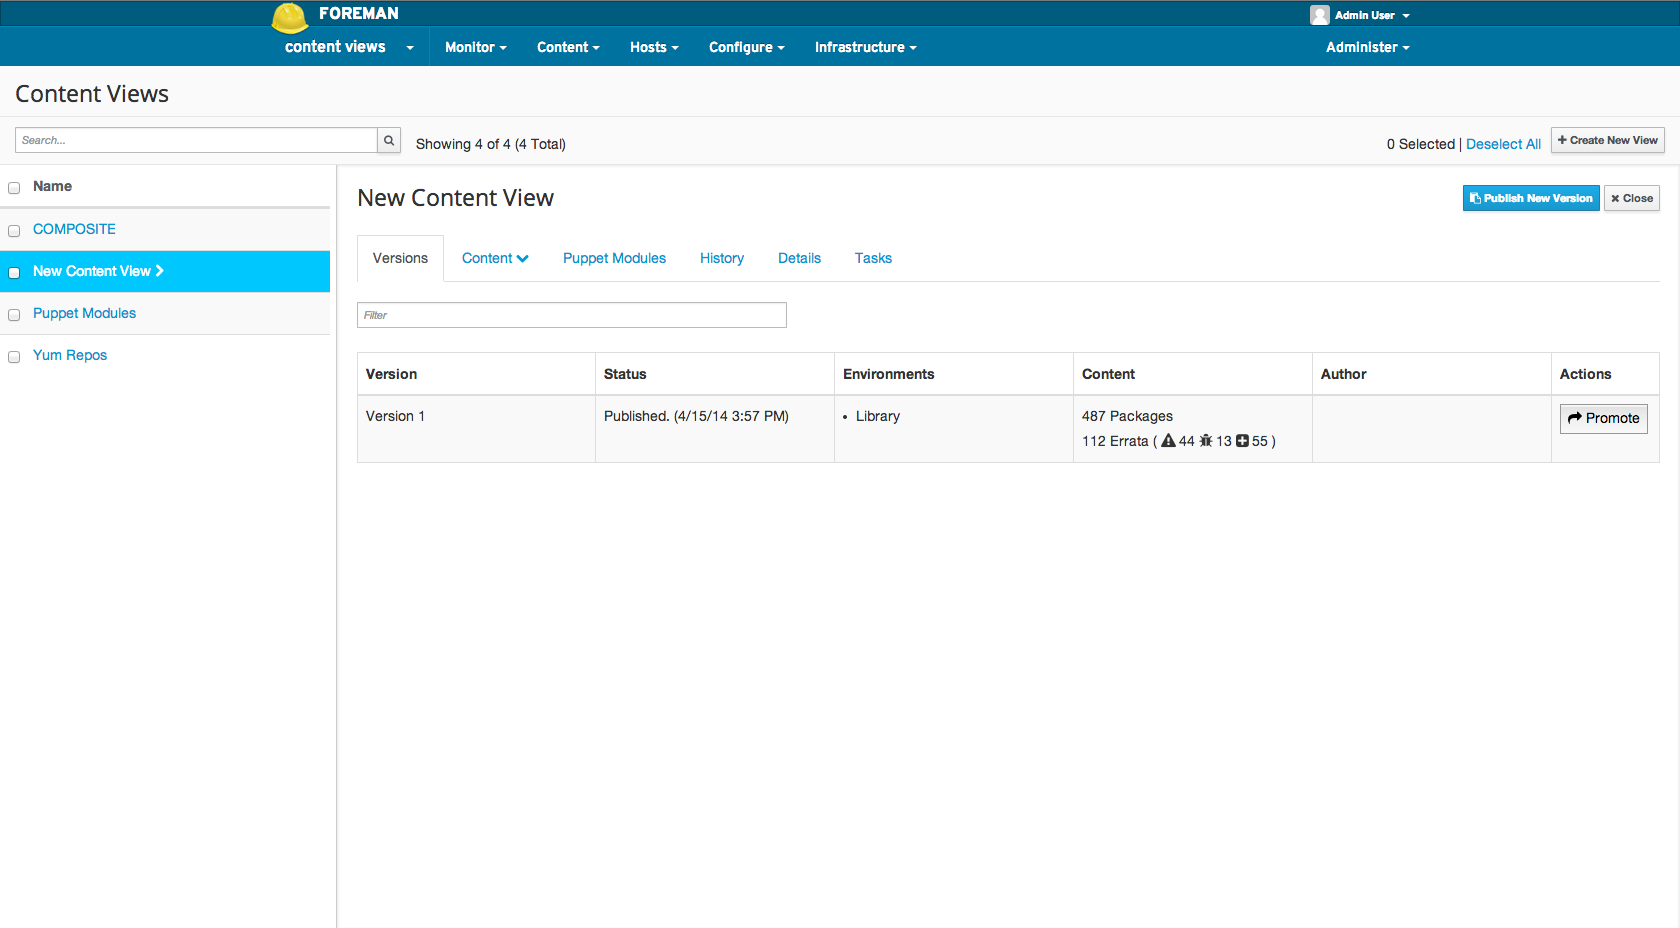 FOREMAN
Admin User
content views Monitor Content Hosts Configure Infrastructure Administer
Content Views
Search...
Showing 4 of 4 (4 Total)
0 Selected | Deselect All
+ Create New View
Name
COMPOSITE
New Content View
Puppet Modules
Yum Repos
New Content View
Publish New Version
× Close
Versions Content Puppet Modules History Details Tasks
Filter
Version Status Environments Content Author Actions
Version 1 Published. (4/15/14 3:57 PM) • Library 487 Packages Promote
112 Errata ( 44 13 55 )